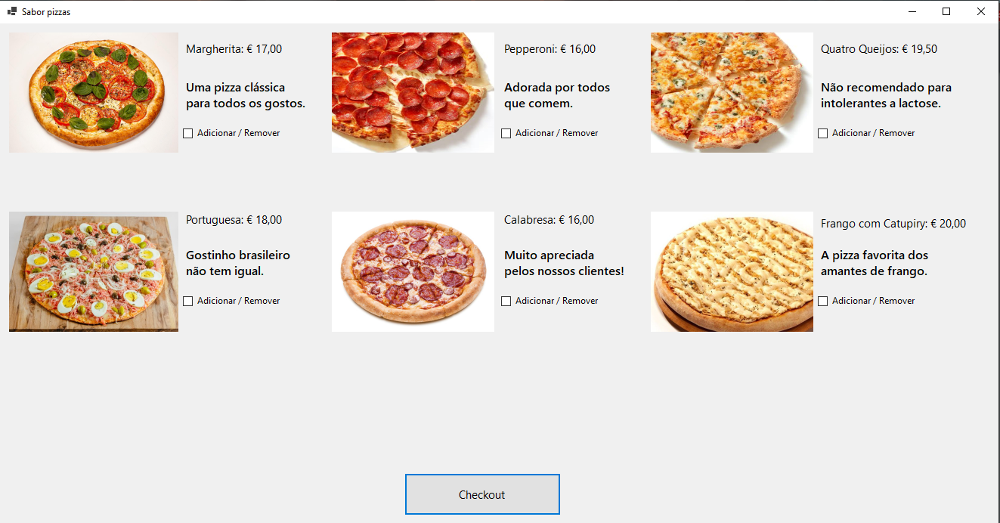 Sabor pizzas
Margherita: € 17,00
Uma pizza clássica
para todos os gostos.
Adicionar / Remover
Pepperoni: € 16,00
Adorada por todos
que comem.
Adicionar / Remover
Quatro Queijos: € 19,50
Não recomendado para
intolerantes a lactose.
Adicionar / Remover
Portuguesa: € 18,00
Gostinho brasileiro
não tem igual.
Adicionar / Remover
Calabresa: € 16,00
Muito apreciada
pelos nossos clientes!
Adicionar / Remover
Frango com Catupiry: € 20,00
A pizza favorita dos
amantes de frango.
Adicionar / Remover
Checkout